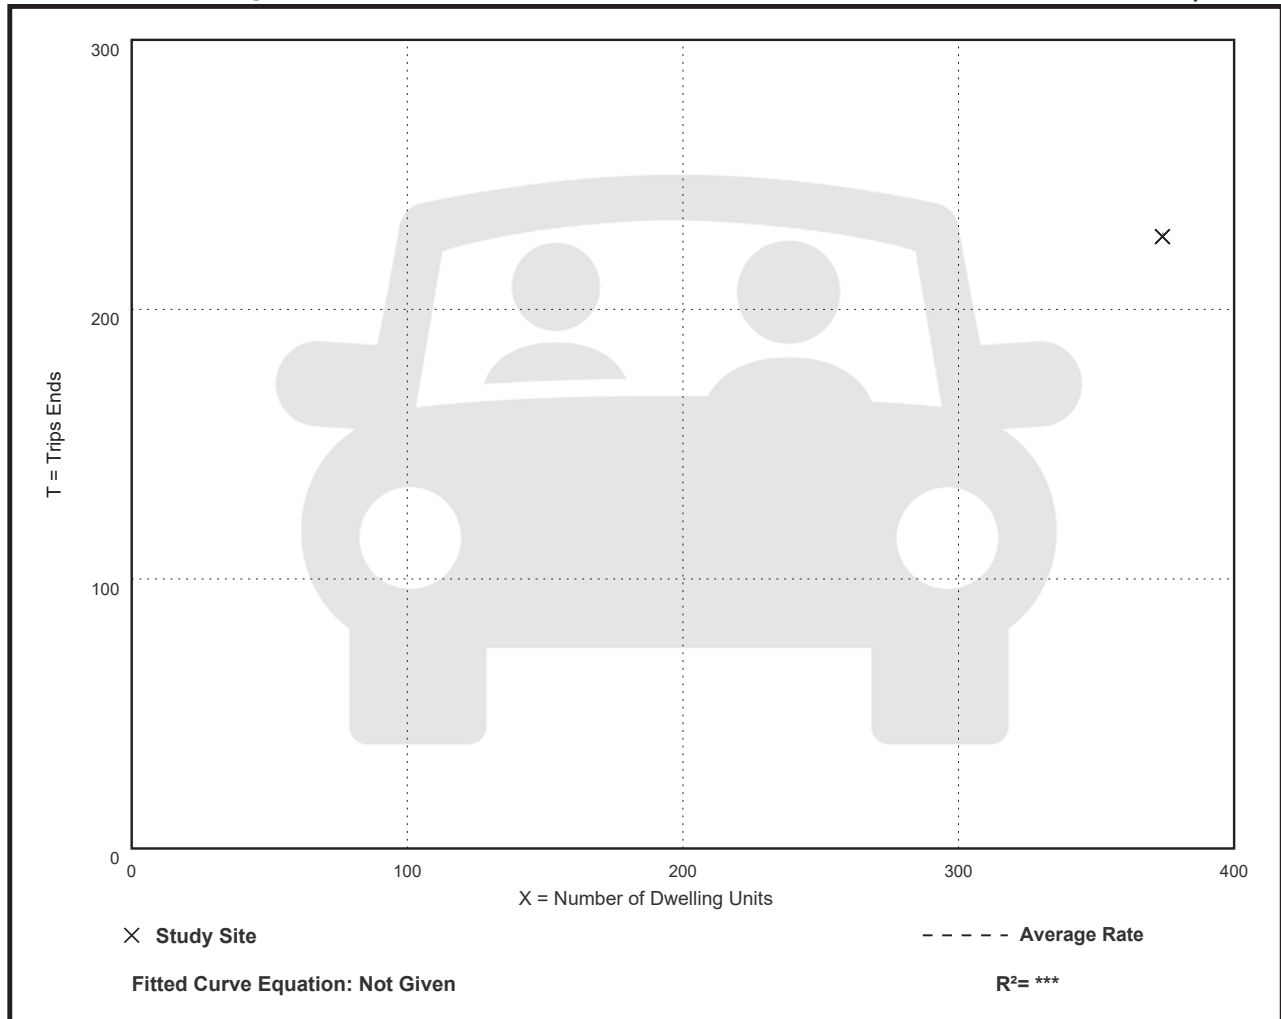 300
200
100
0
T = Trips Ends
0 100 200 300 400
X = Number of Dwelling Units
Study Site
Average Rate
Fitted Curve Equation: Not Given
R²= ***